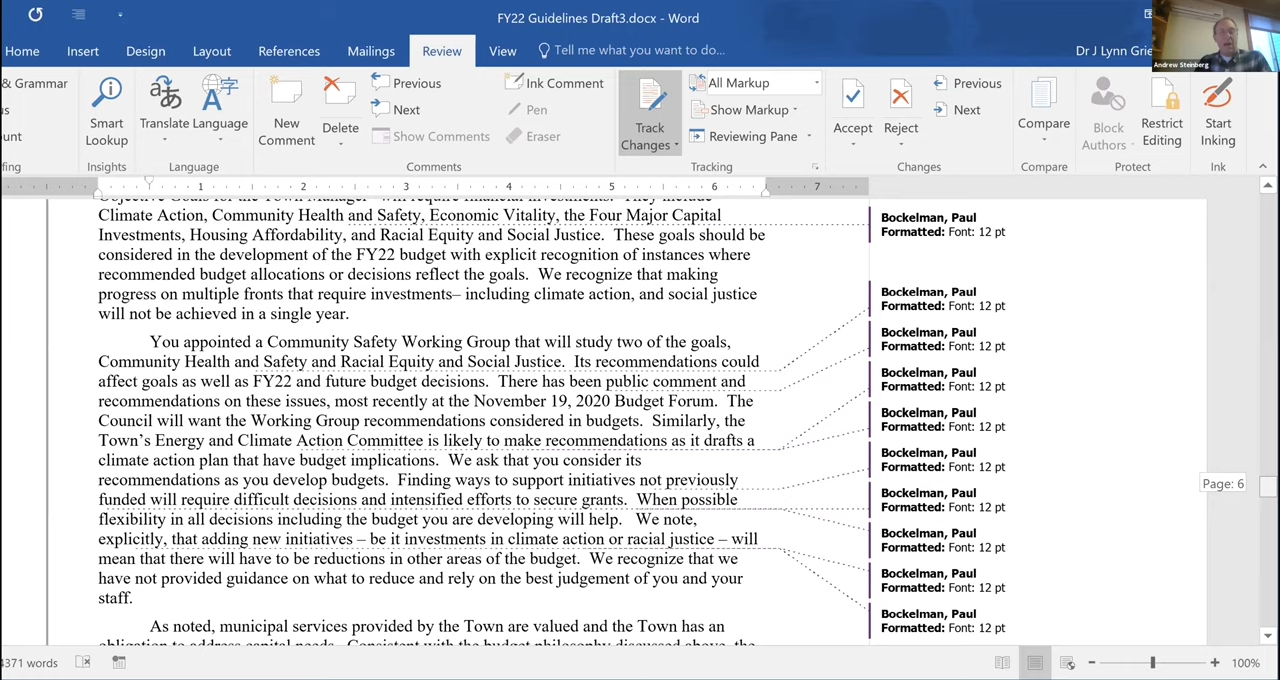 FY22 Guidelines Draft3.docx - Word
Home Insert Design Layout References Mailings Review View Tell me what you want to do...
Dr J Lynn Grie
Andrew Steinberg
& Grammar
Smart Lookup
Insights
Translate Language
Language
New Comment
Delete
Previous
Next
Show Comments
Comments
Ink Comment
Pen
Eraser
Track Changes
All Markup
Show Markup
Reviewing Pane
Tracking
Accept
Reject
Previous
Next
Changes
Compare
Compare
Block Authors
Restrict Editing
Protect
Start Inking
Ink
1 2 3 4 5 6 7
Climate Action, Community Health and Safety, Economic Vitality, the Four Major Capital
Investments, Housing Affordability, and Racial Equity and Social Justice. These goals should be
considered in the development of the FY22 budget with explicit recognition of instances where
recommended budget allocations or decisions reflect the goals. We recognize that making
progress on multiple fronts that require investments– including climate action, and social justice
will not be achieved in a single year.
You appointed a Community Safety Working Group that will study two of the goals,
Community Health and Safety and Racial Equity and Social Justice. Its recommendations could
affect goals as well as FY22 and future budget decisions. There has been public comment and
recommendations on these issues, most recently at the November 19, 2020 Budget Forum. The
Council will want the Working Group recommendations considered in budgets. Similarly, the
Town's Energy and Climate Action Committee is likely to make recommendations as it drafts a
climate action plan that have budget implications. We ask that you consider its
recommendations as you develop budgets. Finding ways to support initiatives not previously
funded will require difficult decisions and intensified efforts to secure grants. When possible
flexibility in all decisions including the budget you are developing will help. We note,
explicitly, that adding new initiatives – be it investments in climate action or racial justice – will
mean that there will have to be reductions in other areas of the budget. We recognize that we
have not provided guidance on what to reduce and rely on the best judgement of you and your
staff.
As noted, municipal services provided by the Town are valued and the Town has an
Bockelman, Paul
Formatted: Font: 12 pt
Bockelman, Paul
Formatted: Font: 12 pt
Bockelman, Paul
Formatted: Font: 12 pt
Bockelman, Paul
Formatted: Font: 12 pt
Bockelman, Paul
Formatted: Font: 12 pt
Bockelman, Paul
Formatted: Font: 12 pt
Bockelman, Paul
Formatted: Font: 12 pt
Bockelman, Paul
Formatted: Font: 12 pt
Bockelman, Paul
Formatted: Font: 12 pt
Bockelman, Paul
Formatted: Font: 12 pt
Page: 6
4371 words
100%